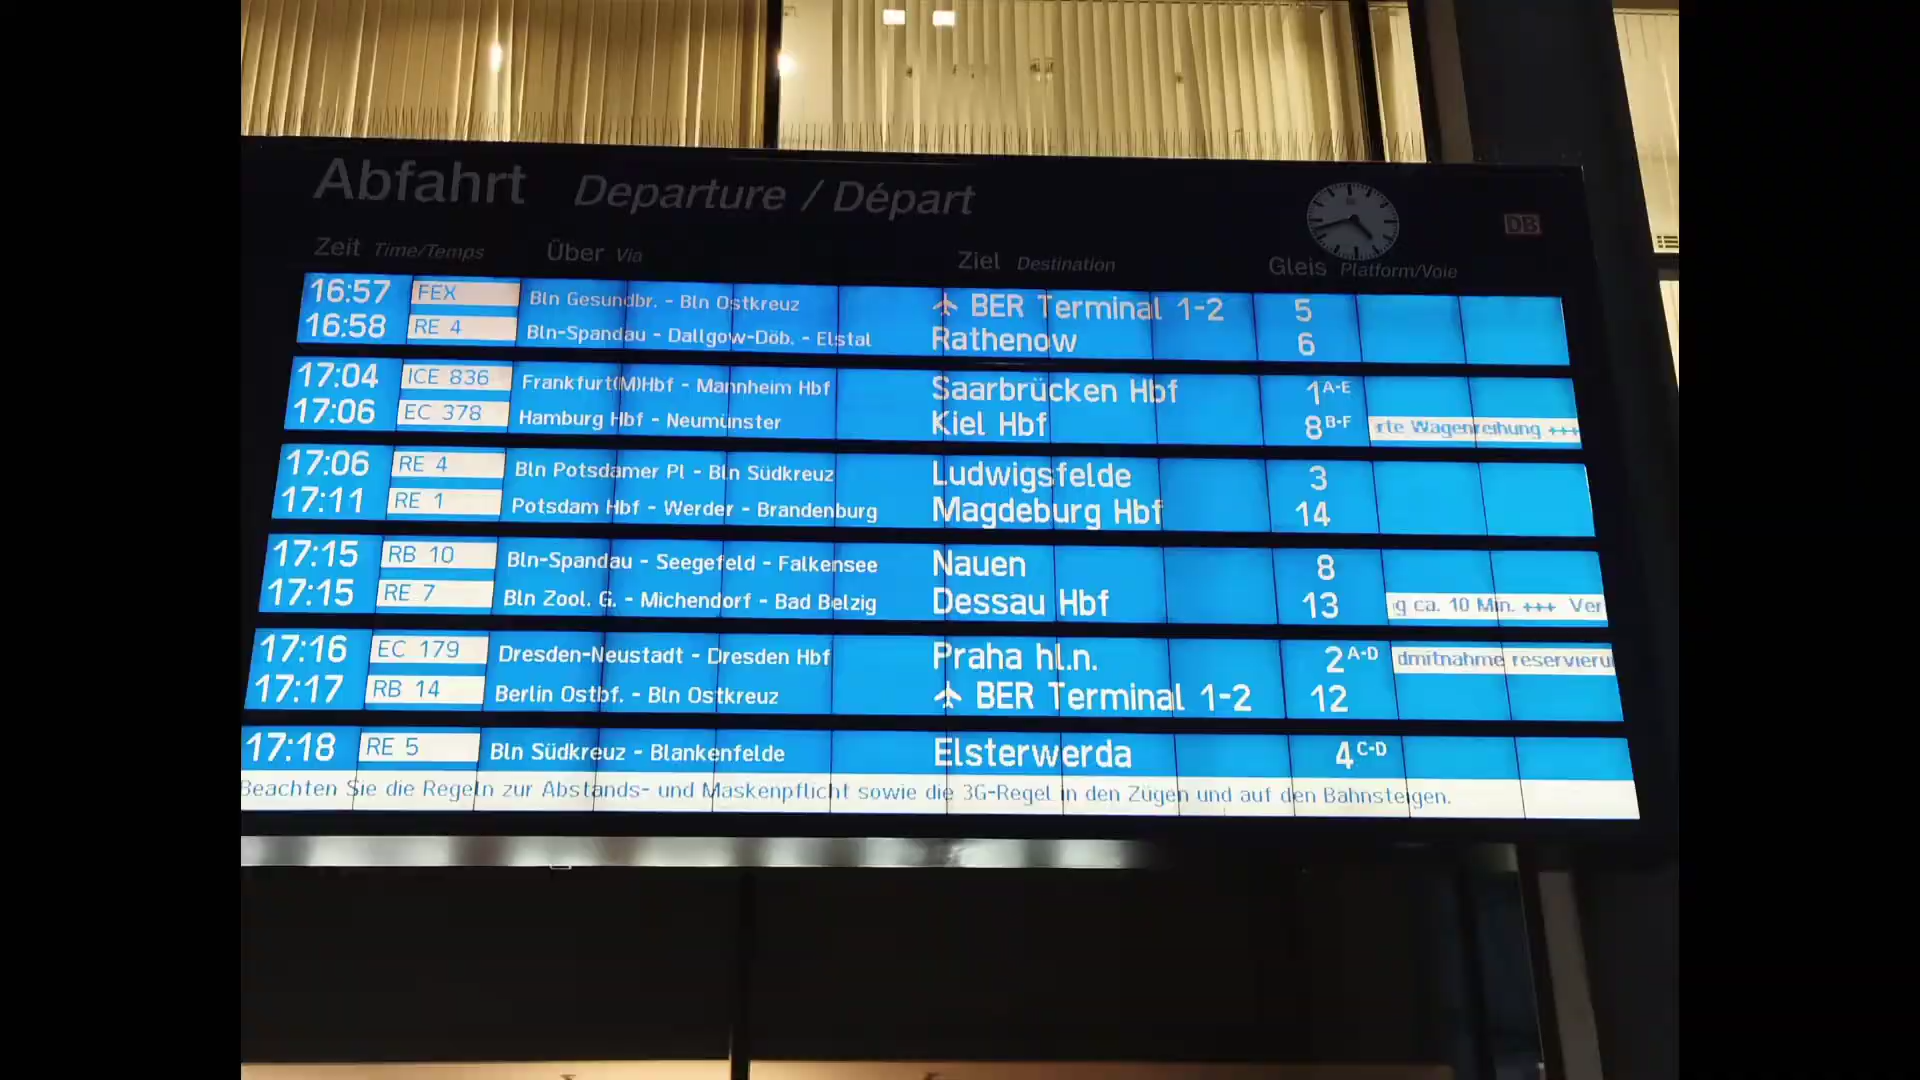 Abfahrt Departure / Départ
DB
Zeit Time/Temps Über Via Ziel Destination Gleis Platform/Voie
16:57 FEX Bln Gesundbr. - Bln Ostkreuz BER Terminal 1-2 5
16:58 RE 4 Bln-Spandau - Dallgow-Döb. - Elstal Rathenow 6
17:04 ICE 836 Frankfurt(M)Hbf - Mannheim Hbf Saarbrücken Hbf 1 A-E
17:06 EC 378 Hamburg Hbf - Neumünster Kiel Hbf 8 B-F rte Wagenreihung +++
17:06 RE 4 Bln Potsdamer Pl - Bln Südkreuz Ludwigsfelde 3
17:11 RE 1 Potsdam Hbf - Werder - Brandenburg Magdeburg Hbf 14
17:15 RB 10 Bln-Spandau - Seegefeld - Falkensee Nauen 8
17:15 RE 7 Bln Zool. G. - Michendorf - Bad Belzig Dessau Hbf 13 g ca. 10 Min. +++ Ver
17:16 EC 179 Dresden-Neustadt - Dresden Hbf Praha hl.n. 2 A-D dmitnahme reservieru
17:17 RB 14 Berlin Ostbf. - Bln Ostkreuz BER Terminal 1-2 12
17:18 RE 5 Bln Südkreuz - Blankenfelde Elsterwerda 4 C-D
Beachten Sie die Regeln zur Abstands- und Maskenpflicht sowie die 3G-Regel in den Zügen und auf den Bahnsteigen.